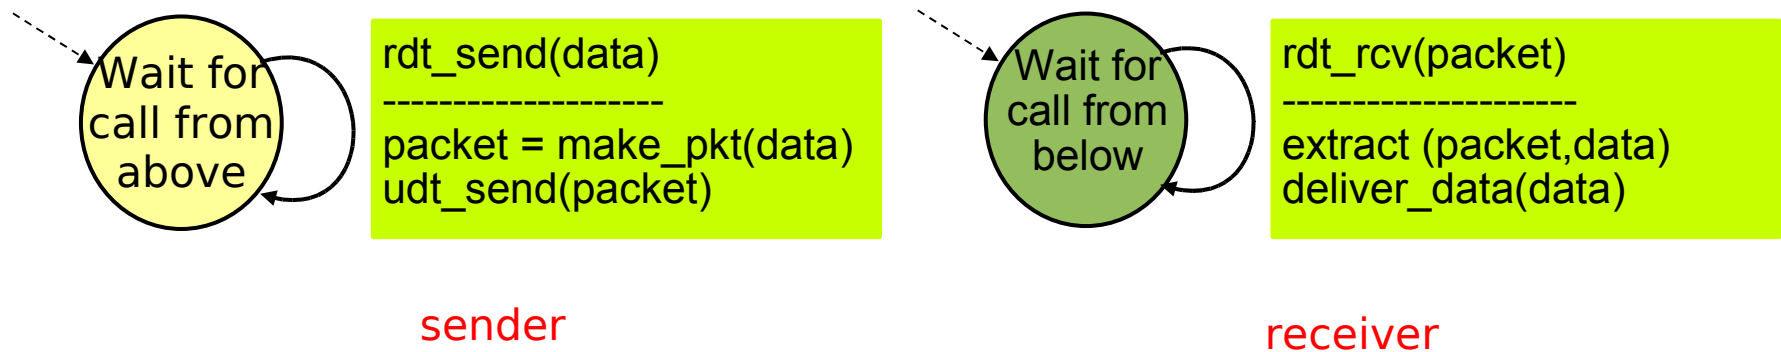 Wait for
call from
above
rdt_send(data)
--------------------
packet = make_pkt(data)
udt_send(packet)
sender
Wait for
call from
below
rdt_rcv(packet)
---------------------
extract (packet,data)
deliver_data(data)
receiver